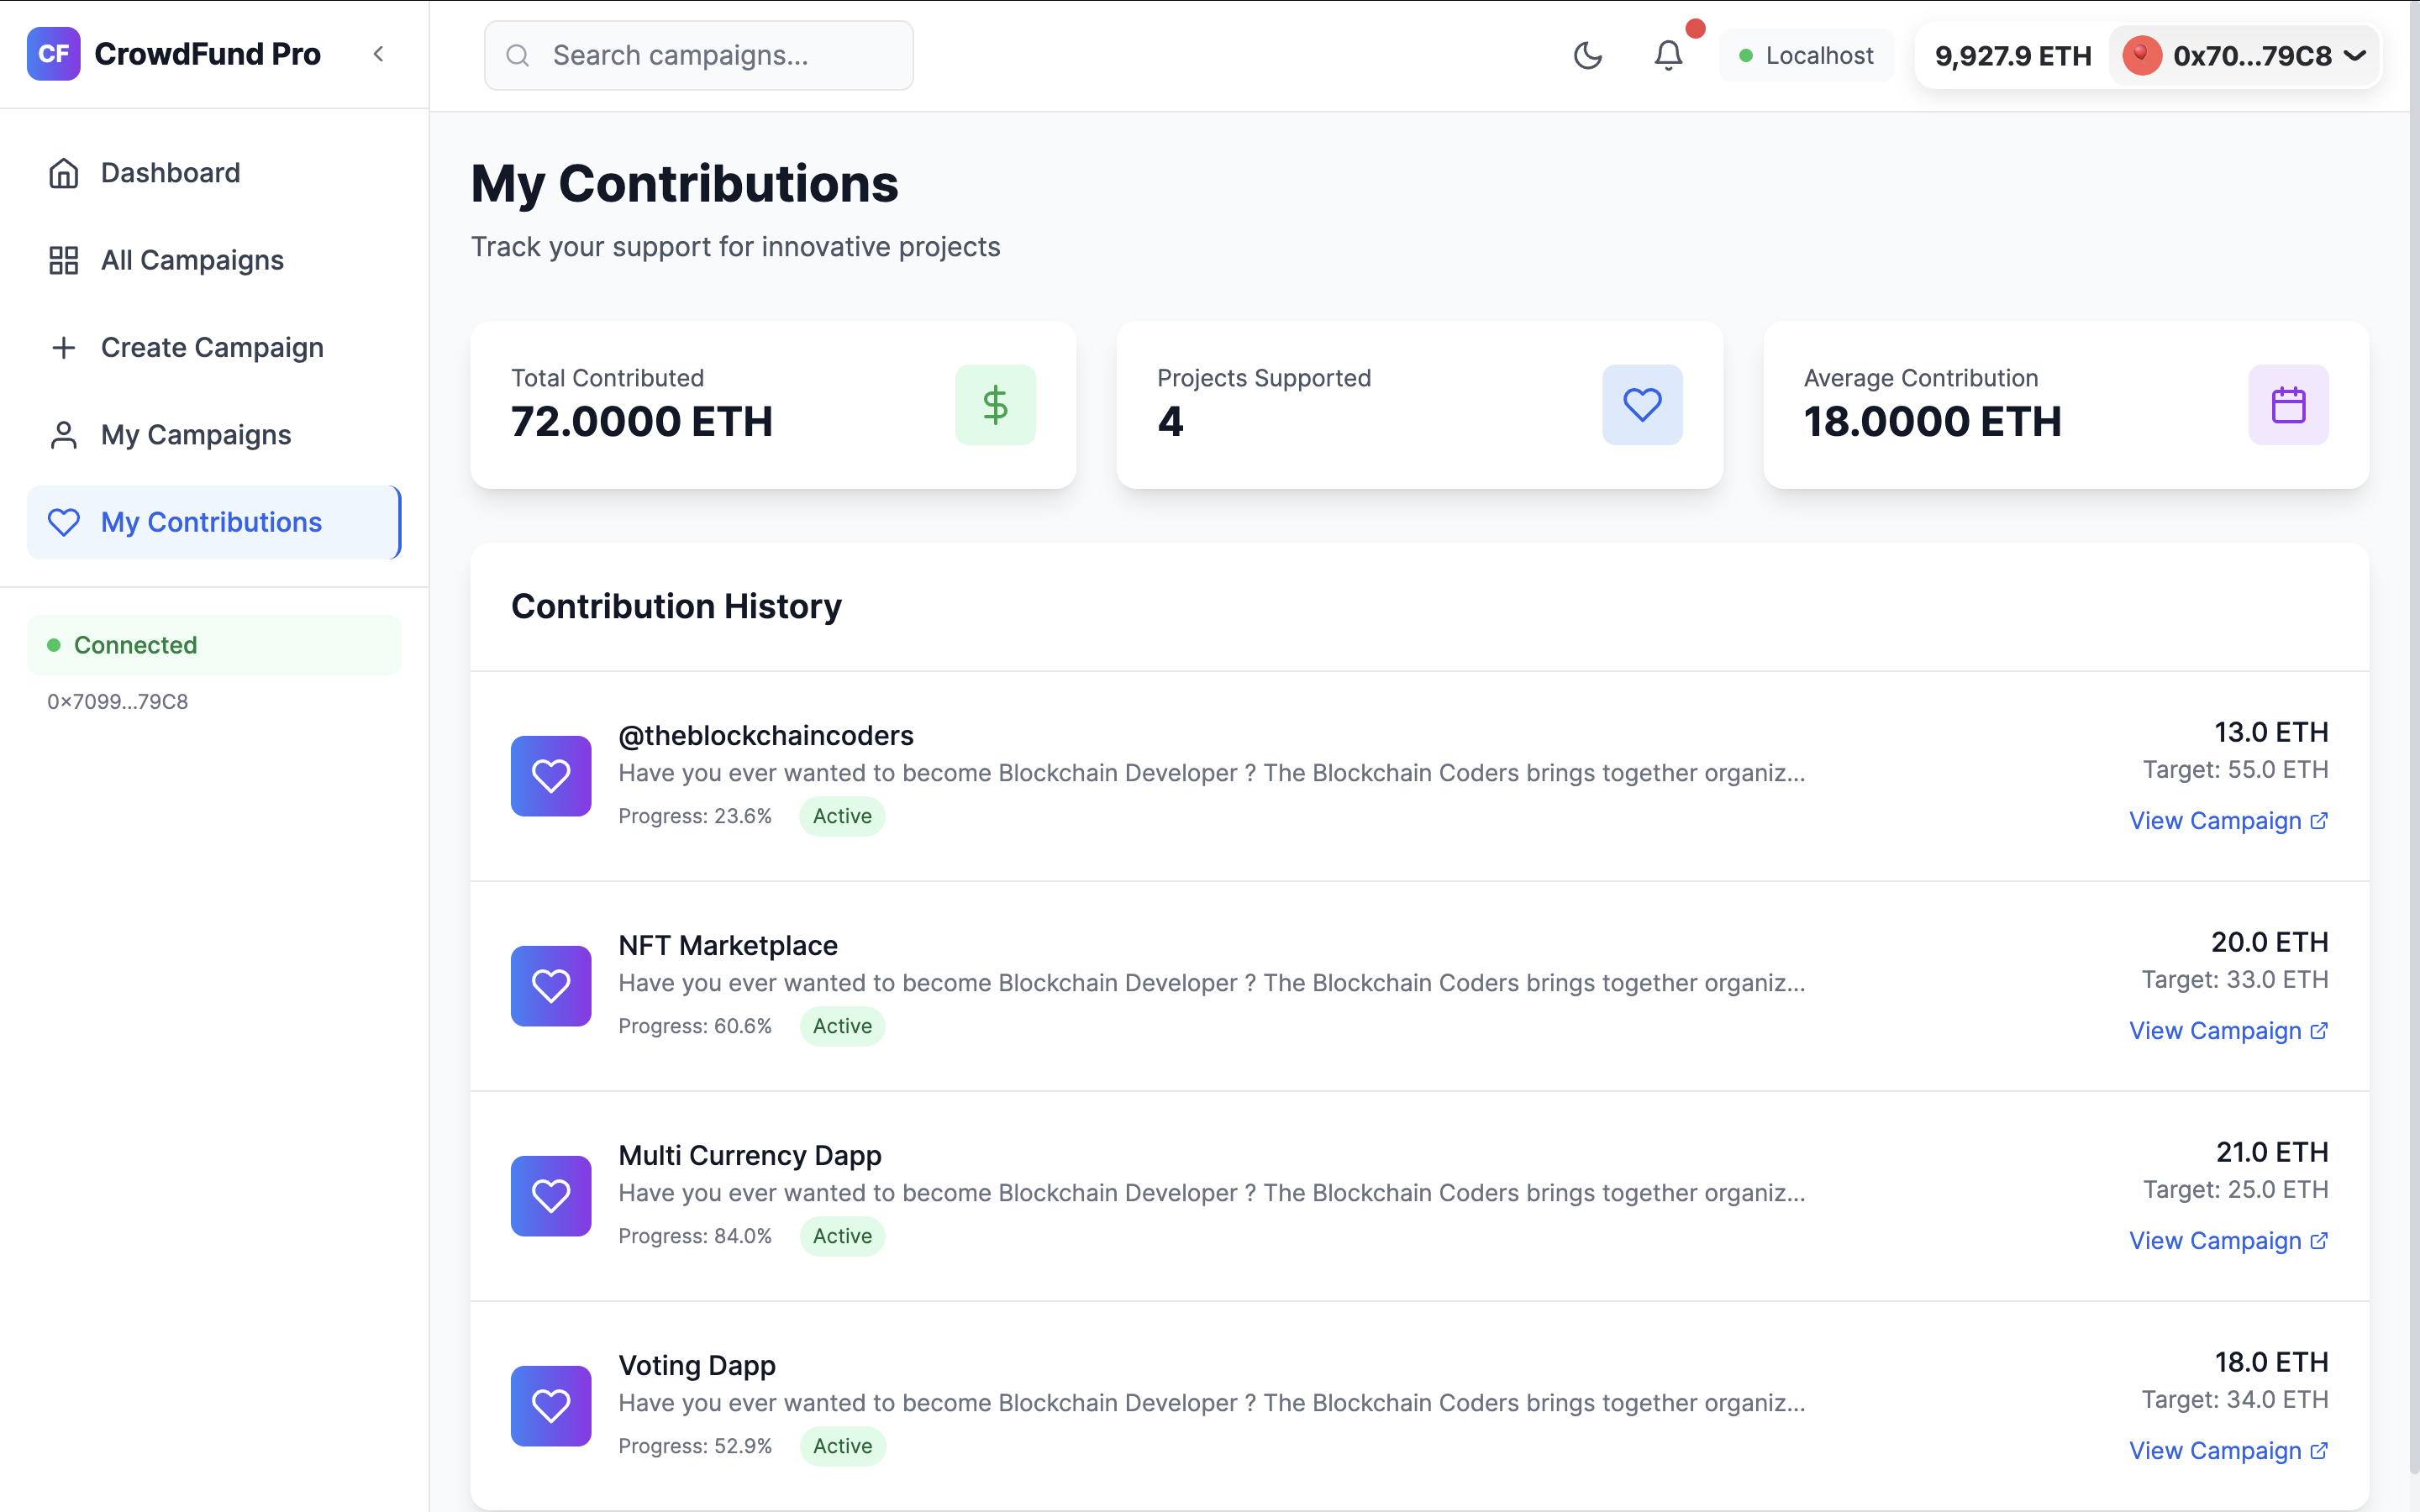 CF CrowdFund Pro
Search campaigns...
Localhost
9,927.9 ETH
0x70...79C8
Dashboard
All Campaigns
Create Campaign
My Campaigns
My Contributions
Connected
0x7099...79C8
My Contributions
Track your support for innovative projects
Total Contributed
72.0000 ETH
Projects Supported
4
Average Contribution
18.0000 ETH
Contribution History
@theblockchaincoders
Have you ever wanted to become Blockchain Developer ? The Blockchain Coders brings together organiz...
Progress: 23.6%
Active
13.0 ETH
Target: 55.0 ETH
View Campaign
NFT Marketplace
Have you ever wanted to become Blockchain Developer ? The Blockchain Coders brings together organiz...
Progress: 60.6%
Active
20.0 ETH
Target: 33.0 ETH
View Campaign
Multi Currency Dapp
Have you ever wanted to become Blockchain Developer ? The Blockchain Coders brings together organiz...
Progress: 84.0%
Active
21.0 ETH
Target: 25.0 ETH
View Campaign
Voting Dapp
Have you ever wanted to become Blockchain Developer ? The Blockchain Coders brings together organiz...
Progress: 52.9%
Active
18.0 ETH
Target: 34.0 ETH
View Campaign